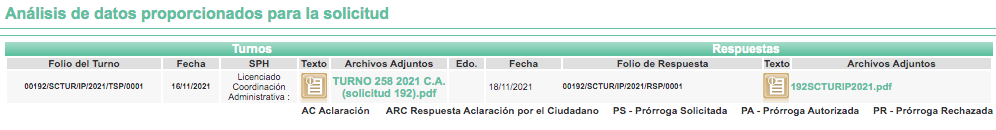 Análisis de datos proporcionados para la solicitud
Turnos Respuestas
Folio del Turno Fecha SPH Texto Archivos Adjuntos Edo. Fecha Folio de Respuesta Texto Archivos Adjuntos
00192/SCTUR/IP/2021/TSP/0001 16/11/2021 Licenciado Coordinación Administrativa : TURNO 258 2021 C.A. (solicitud 192).pdf 18/11/2021 00192/SCTUR/IP/2021/RSP/0001 192SCTURIP2021.pdf
AC Aclaración ARC Respuesta Aclaración por el Ciudadano PS - Prórroga Solicitada PA - Prórroga Autorizada PR - Prórroga Rechazada